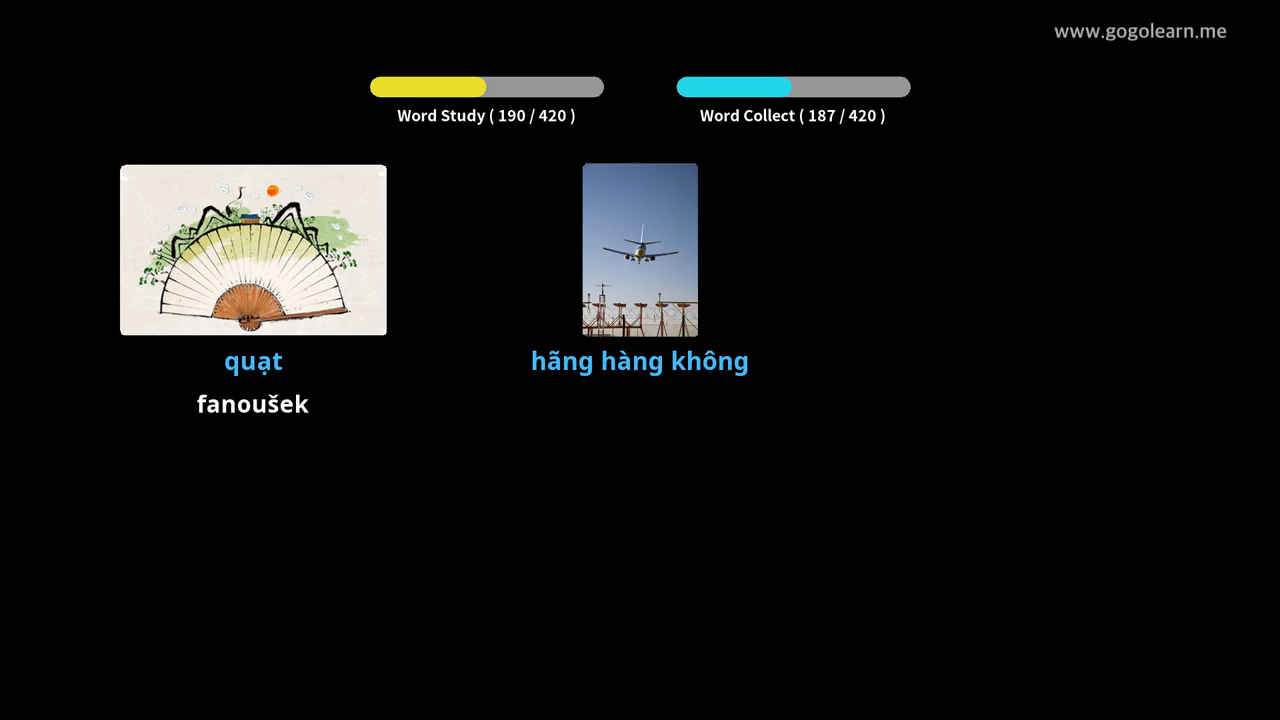 www.gogolearn.me
Word Study ( 190 / 420 )
Word Collect ( 187 / 420 )
quạt
hãng hàng không
fanoušek